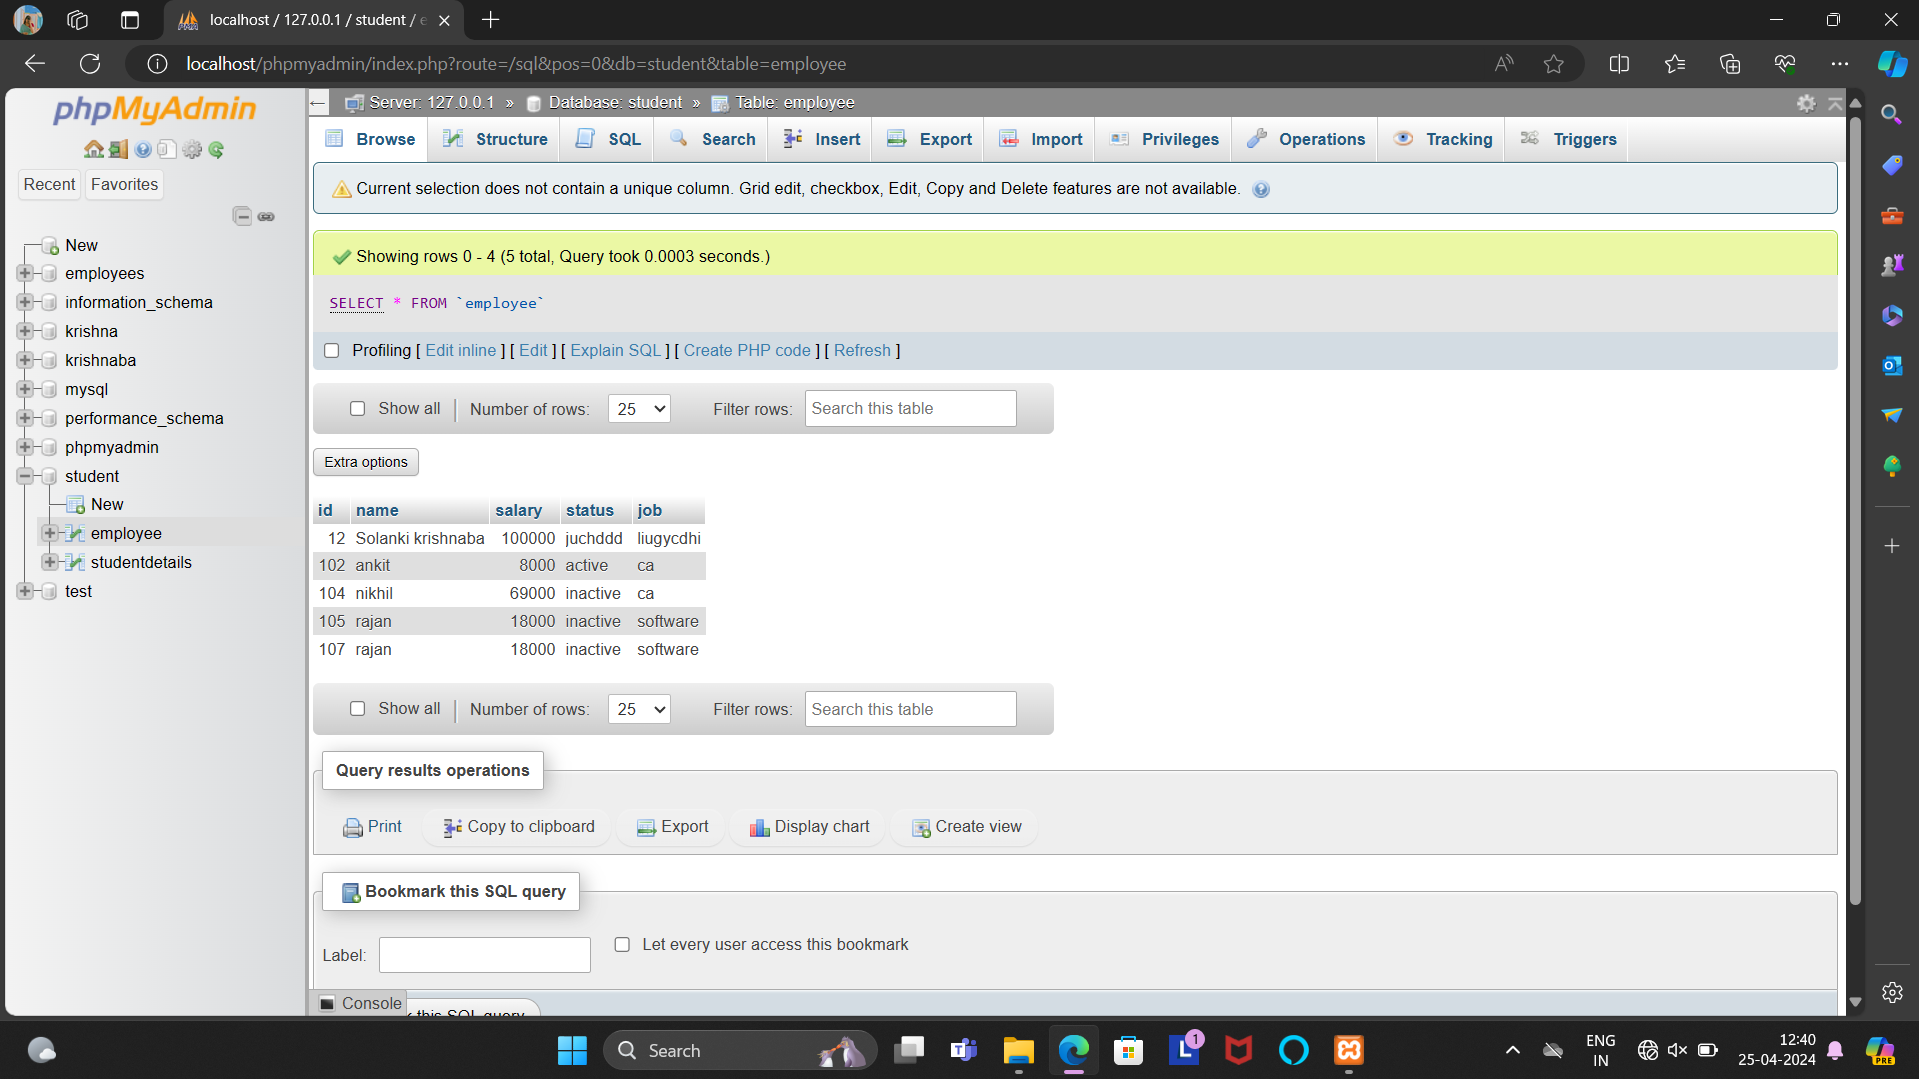 localhost / 127.0.0.1 / student / e
localhost/phpmyadmin/index.php?route=/sql&pos=0&db=student&table=employee
phpMyAdmin
Recent
Favorites
New
employees
information_schema
krishna
krishnaba
mysql
performance_schema
phpmyadmin
student
New
employee
studentdetails
test
Server: 127.0.0.1 » Database: student » Table: employee
Browse Structure SQL Search Insert Export Import Privileges Operations Tracking Triggers
Current selection does not contain a unique column. Grid edit, checkbox, Edit, Copy and Delete features are not available.
Showing rows 0 - 4 (5 total, Query took 0.0003 seconds.)
SELECT * FROM `employee`
Profiling [ Edit inline ] [ Edit ] [ Explain SQL ] [ Create PHP code ] [ Refresh ]
Show all | Number of rows: 25 Filter rows: Search this table
Extra options
id name salary status job
12 Solanki krishnaba 100000 juchddd liugycdhi
102 ankit 8000 active ca
104 nikhil 69000 inactive ca
105 rajan 18000 inactive software
107 rajan 18000 inactive software
Show all | Number of rows: 25 Filter rows: Search this table
Query results operations
Print Copy to clipboard Export Display chart Create view
Bookmark this SQL query
Label: Let every user access this bookmark
Console
this SQL query
Search
1
ENG
IN
12:40
25-04-2024
PRE